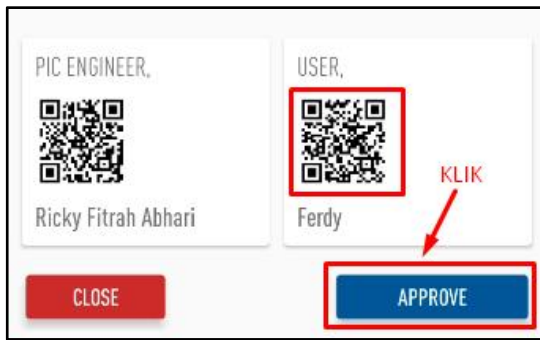 PIC ENGINEER,
Ricky Fitrah Abhari
USER,
Ferdy
KLIK
CLOSE
APPROVE